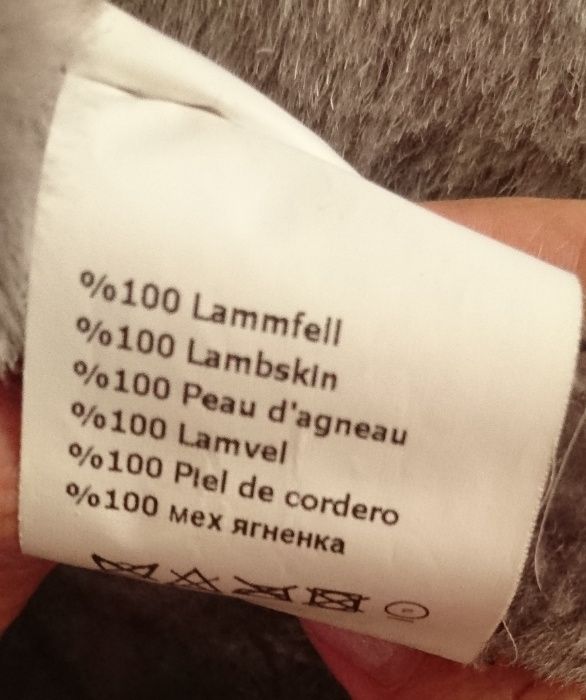 %100 Lammfell
%100 Lambskin
%100 Peau d'agneau
%100 Lamvel
%100 Piel de cordero
%100 мех ягненка